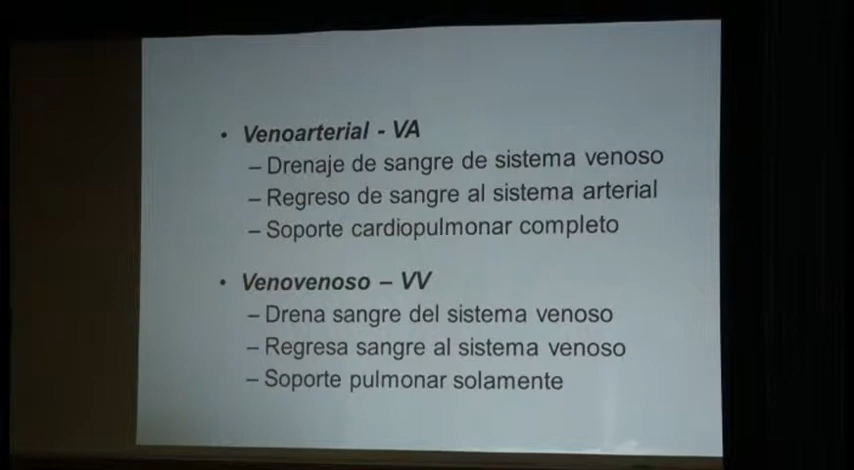 • Venoarterial - VA
– Drenaje de sangre de sistema venoso
– Regreso de sangre al sistema arterial
– Soporte cardiopulmonar completo
• Venovenoso – VV
– Drena sangre del sistema venoso
– Regresa sangre al sistema venoso
– Soporte pulmonar solamente